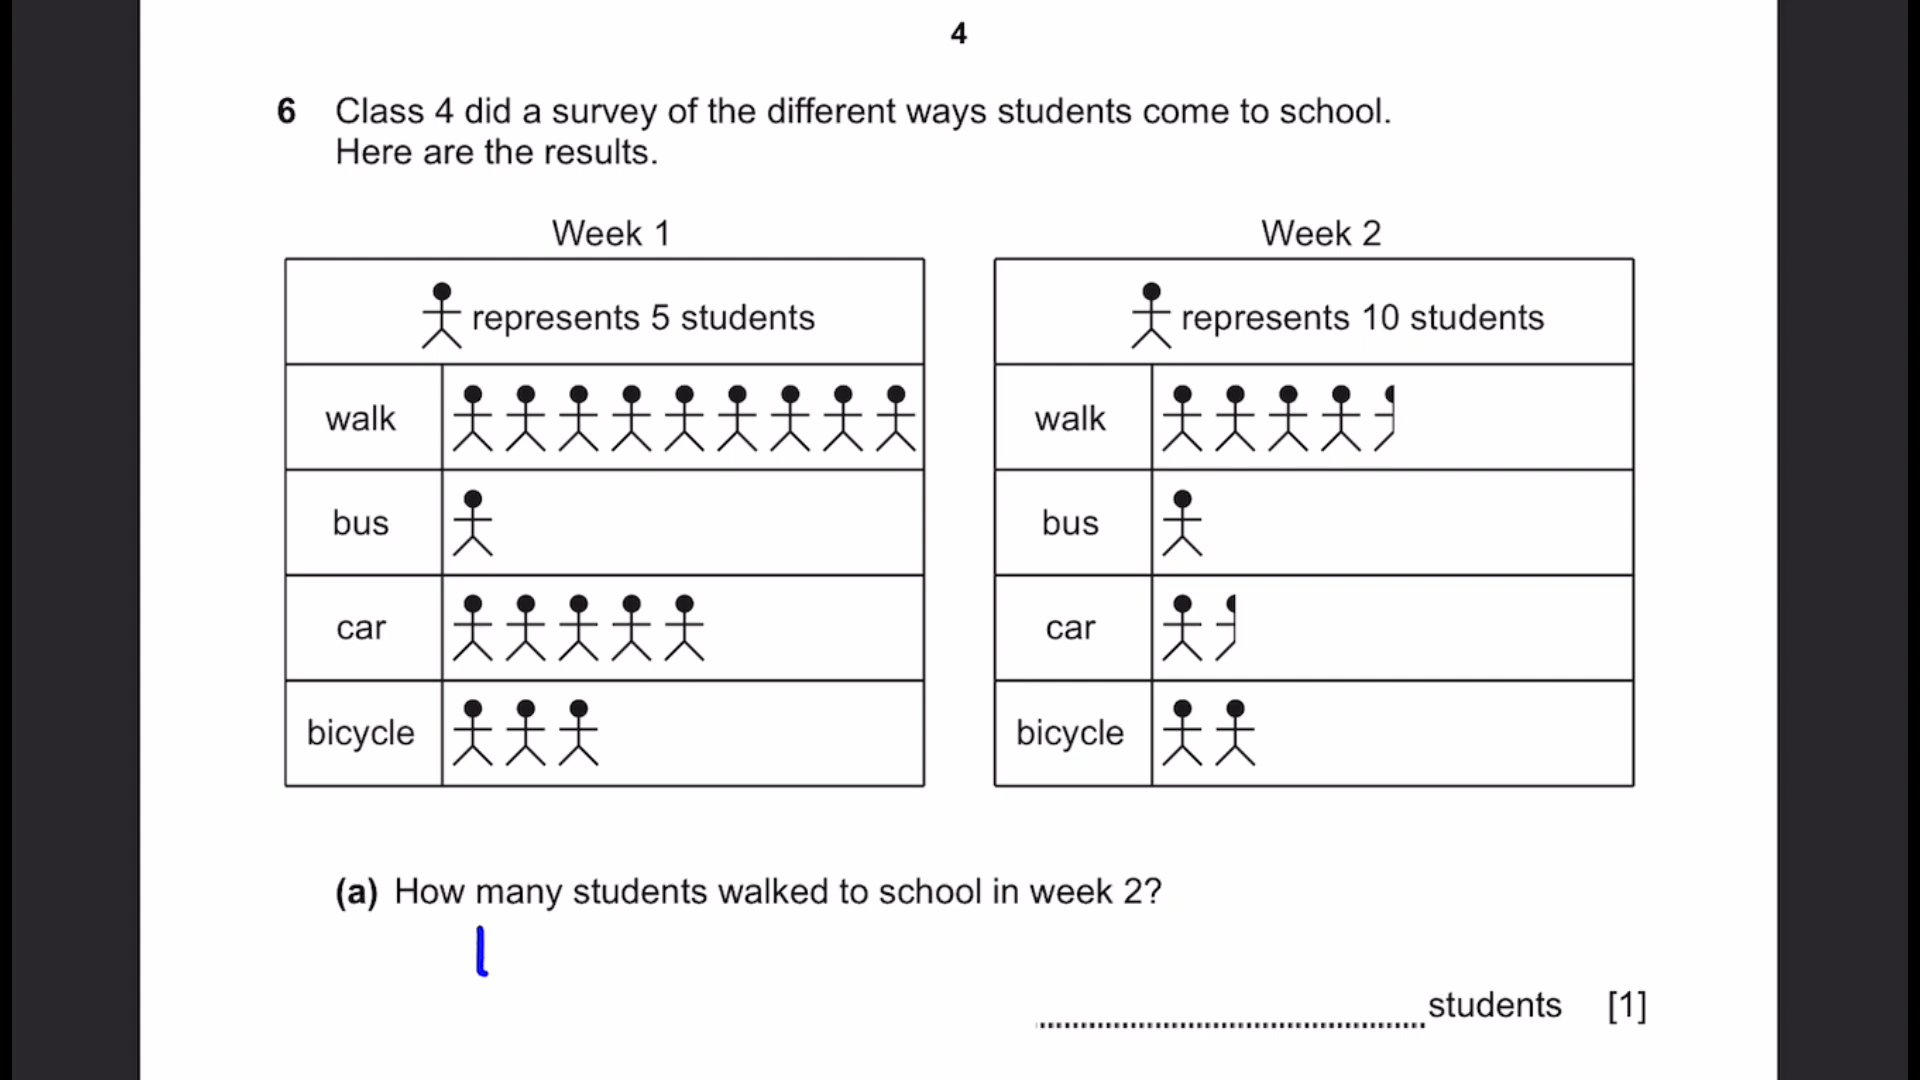 4
6 Class 4 did a survey of the different ways students come to school.
Here are the results.
Week 1
represents 5 students
walk
bus
car
bicycle
Week 2
represents 10 students
walk
bus
car
bicycle
(a) How many students walked to school in week 2?
students [1]